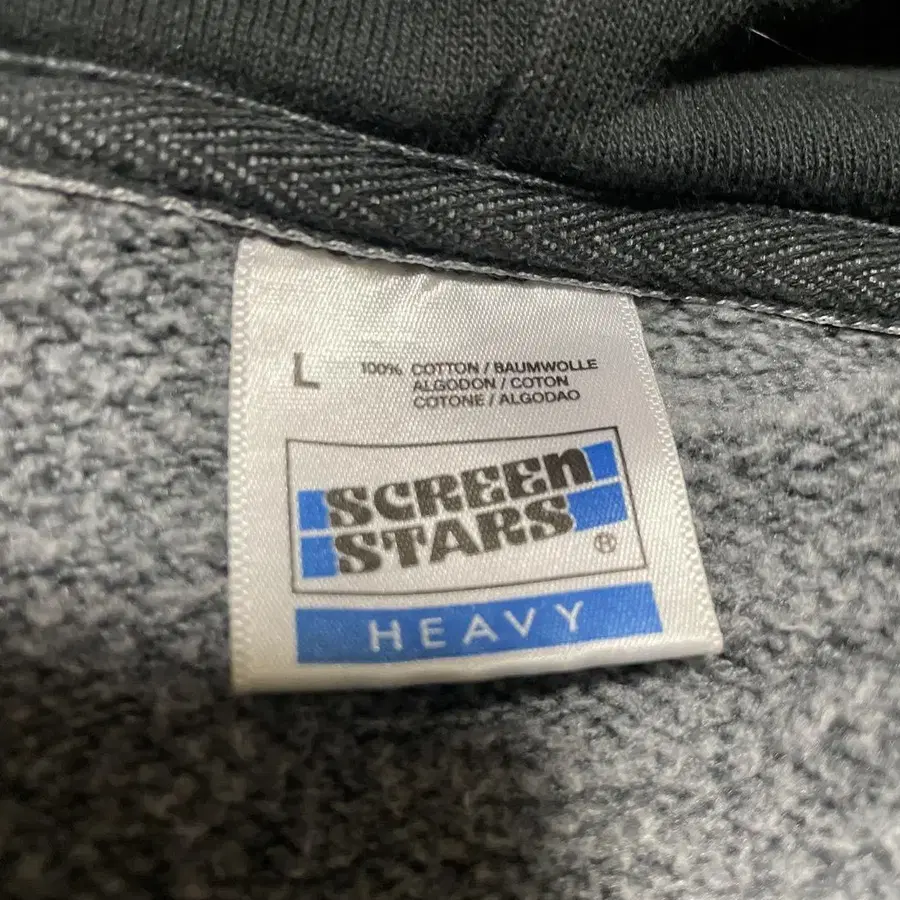 L 100% COTTON / BAUMWOLLE
ALGODON / COTON
COTONE / ALGODAO
SCREEN
STARS ®
HEAVY